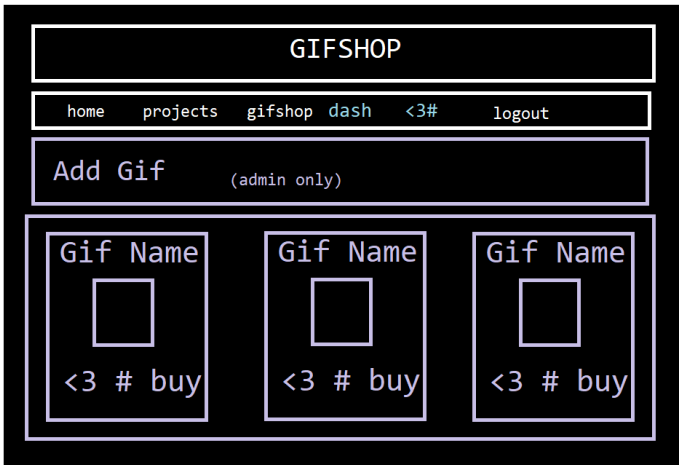 GIFSHOP
home projects gifshop dash <3# logout
Add Gif (admin only)
Gif Name Gif Name Gif Name
<3 # buy <3 # buy <3 # buy